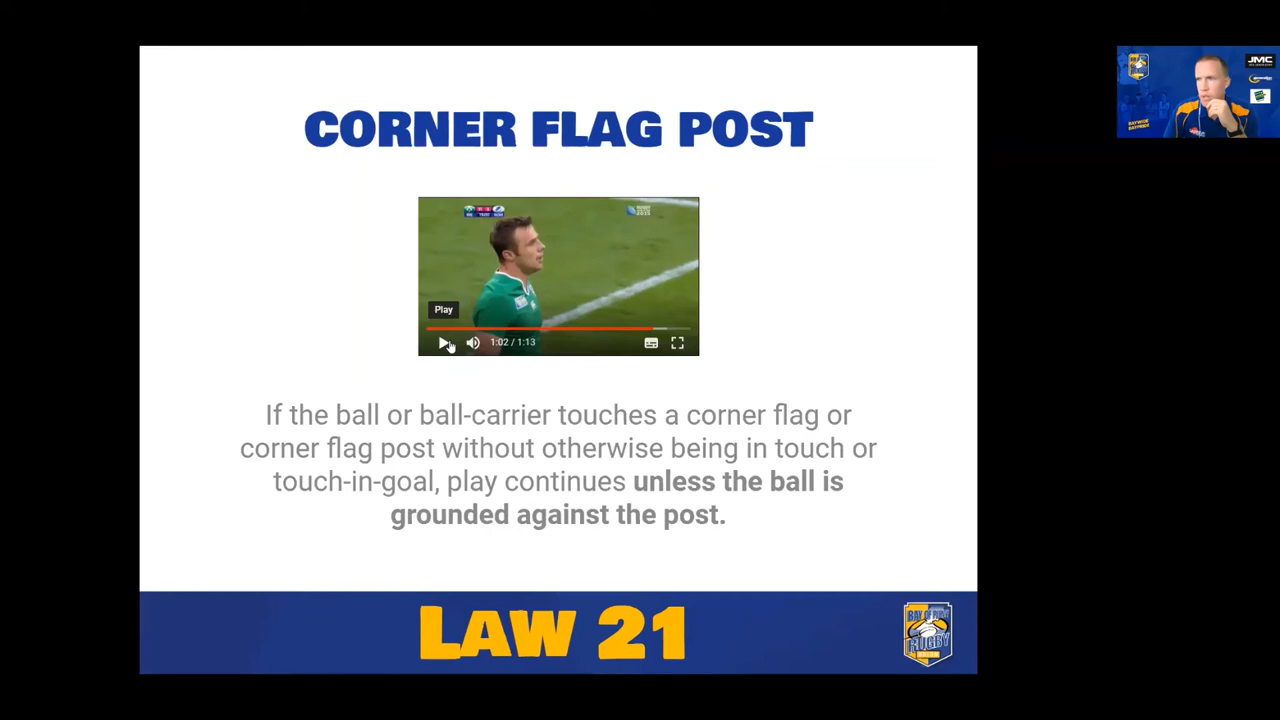 CORNER FLAG POST
Play
1:02 / 1:13
If the ball or ball-carrier touches a corner flag or
corner flag post without otherwise being in touch or
touch-in-goal, play continues unless the ball is
grounded against the post.
LAW 21
RUGBY
JMC